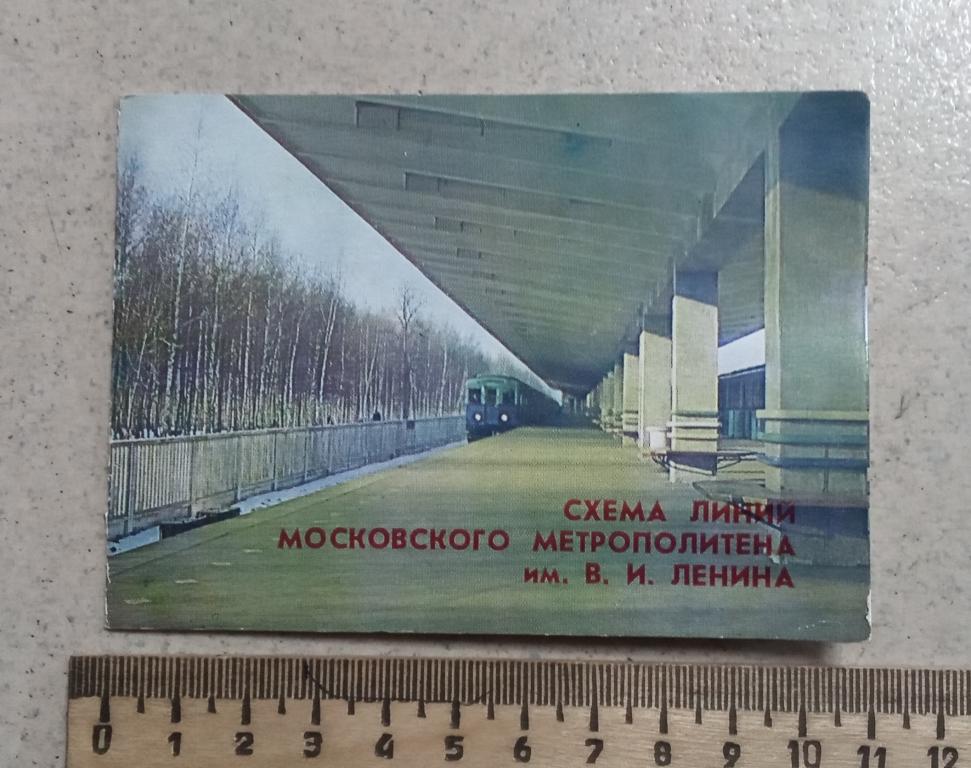 СХЕМА ЛИНИЙ
МОСКОВСКОГО МЕТРОПОЛИТЕНА
им. В. И. ЛЕНИНА
0 1 2 3 4 5 6 7 8 9 10 11 12